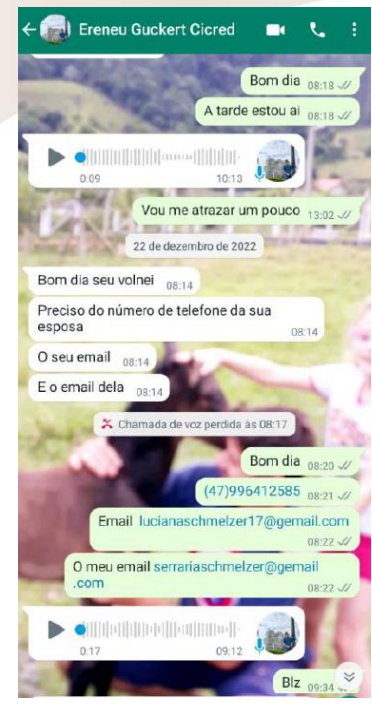 Ereneu Guckert Cicred
Bom dia 08:18
A tarde estou ai 08:18
0:09 10:13
Vou me atrazar um pouco 13:02
22 de dezembro de 2022
Bom dia seu volnei 08:14
Preciso do número de telefone da sua
esposa 08:14
O seu email 08:14
E o email dela 08:14
Chamada de voz perdida às 08:17
Bom dia 08:20
(47)996412585 08:21
Email lucianaschmelzer17@gemail.com
08:22
O meu email serrariaschmelzer@gemail
.com 08:22
0:17 09:12
Blz 09:34